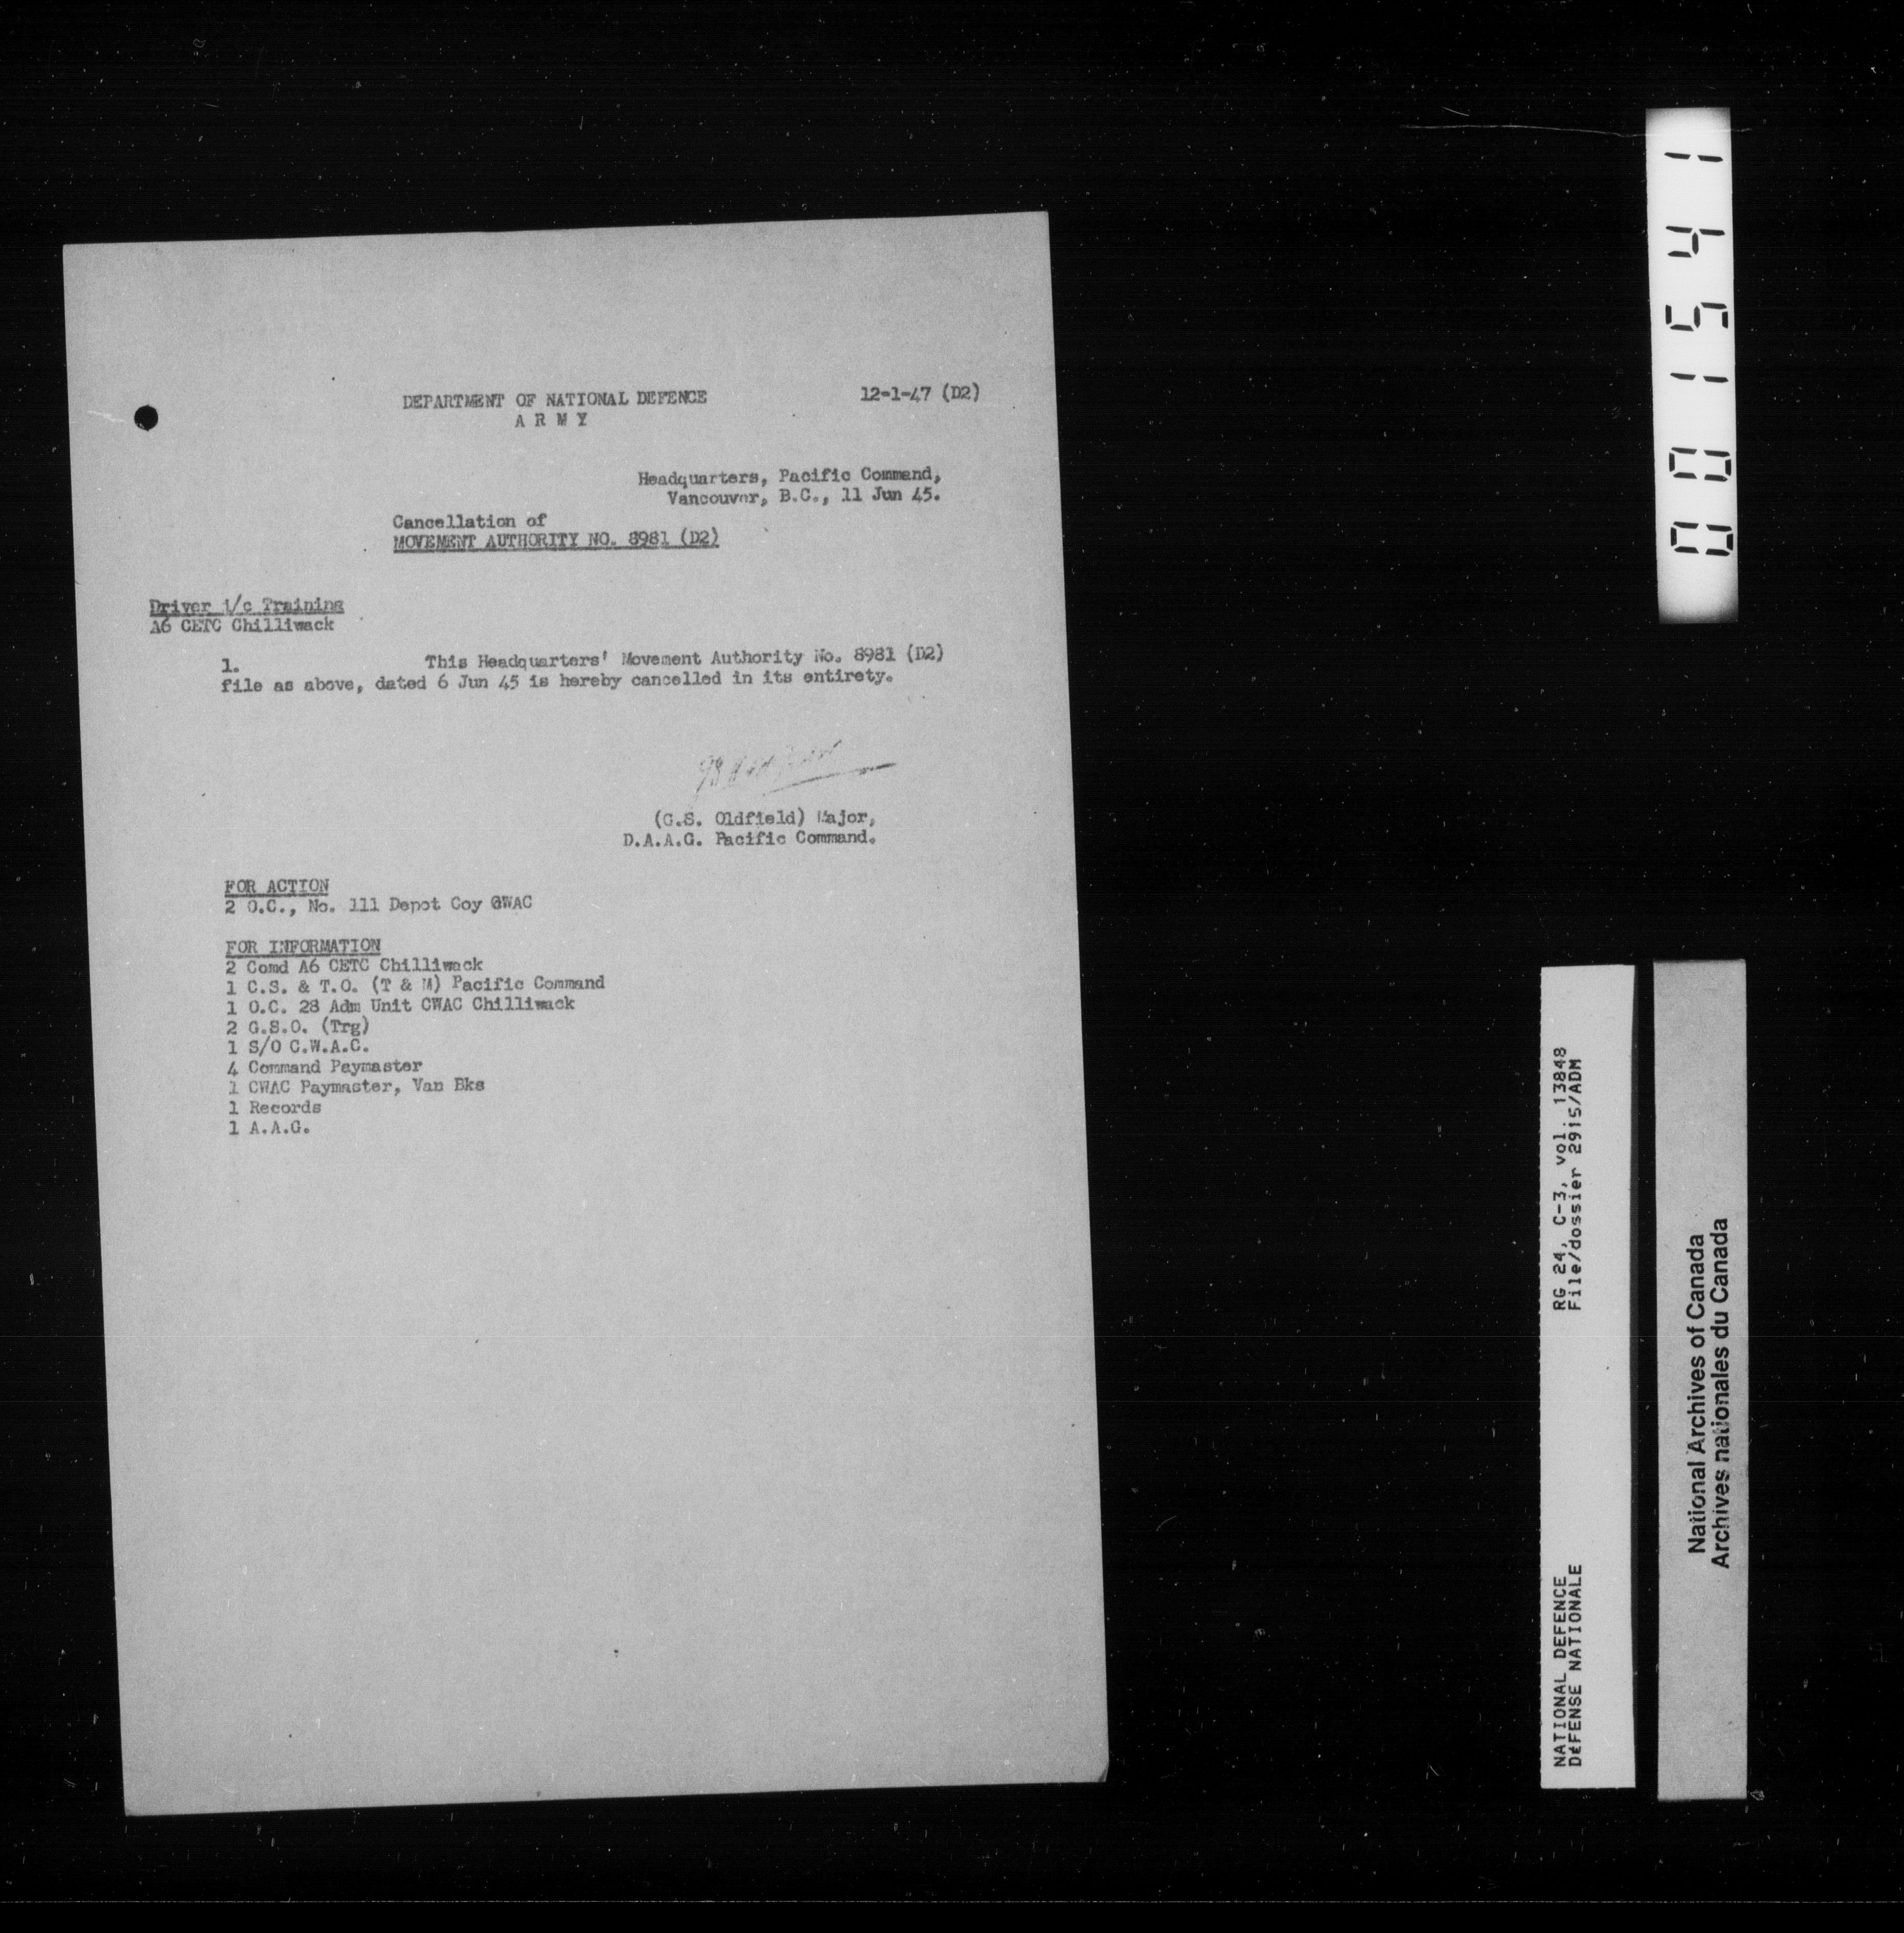 DEPARTMENT OF NATIONAL DEFENCE 12-1-47 (D2)
A R M Y
Headquarters, Pacific Command,
Vancouver, B.C., 11 Jun 45.
Cancellation of
MOVEMENT AUTHORITY NO. 8981 (D2)
Driver i/c Training
A6 CETC Chilliwack
1. This Headquarters' Movement Authority No. 8981 (D2)
file as above, dated 6 Jun 45 is hereby cancelled in its entirety.
(G.S. Oldfield) Major,
D.A.A.G. Pacific Command.
FOR ACTION
2 O.C., No. 111 Depot Coy GWAC
FOR INFORMATION
2 Comd A6 CETC Chilliwack
1 C.S. & T.O. (T & M) Pacific Command
1 O.C. 28 Adm Unit CWAC Chilliwack
2 G.S.O. (Trg)
1 S/O C.W.A.C.
4 Command Paymaster
1 CWAC Paymaster, Van Bks
1 Records
1 A.A.G.
001541
NATIONAL DEFENCE RG 24, C-3, vol. 13848
DéFENSE NATIONALE File/dossier 2915/ADM
National Archives of Canada
Archives nationales du Canada